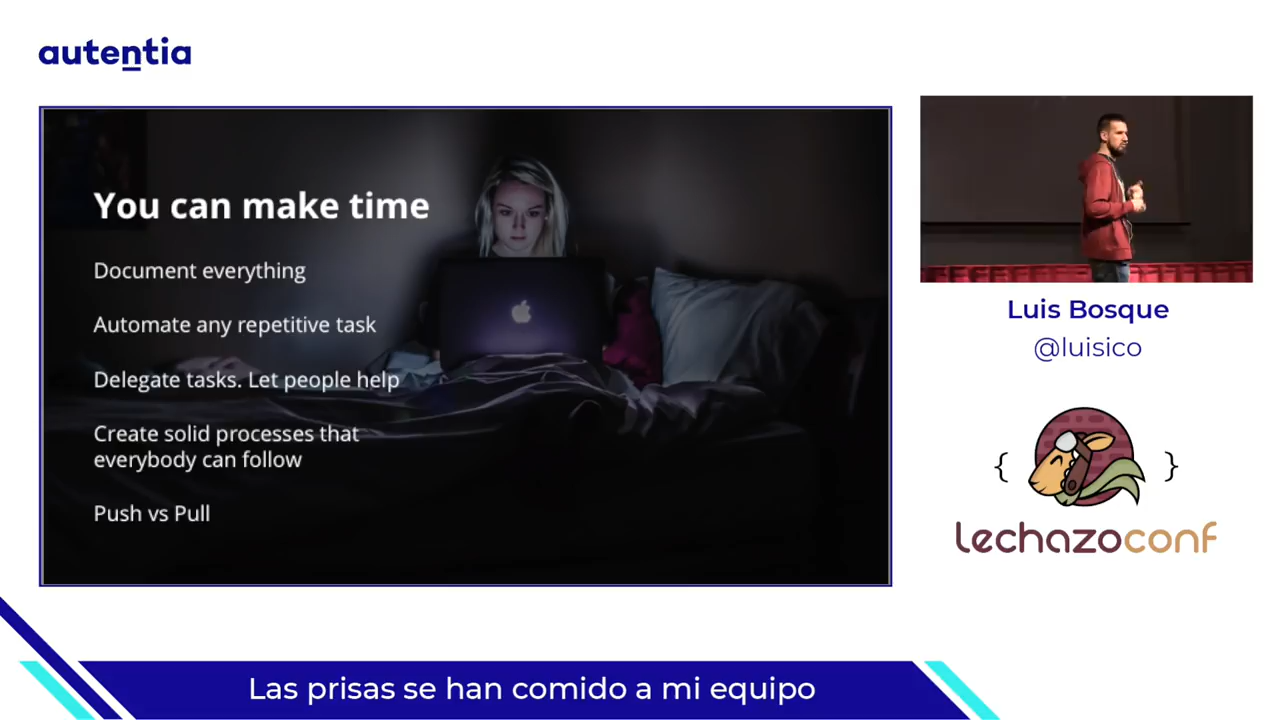 autentia
You can make time
Document everything
Automate any repetitive task
Delegate tasks. Let people help
Create solid processes that
everybody can follow
Push vs Pull
Luis Bosque
@luisico
{ }
Lechazoconf
Las prisas se han comido a mi equipo